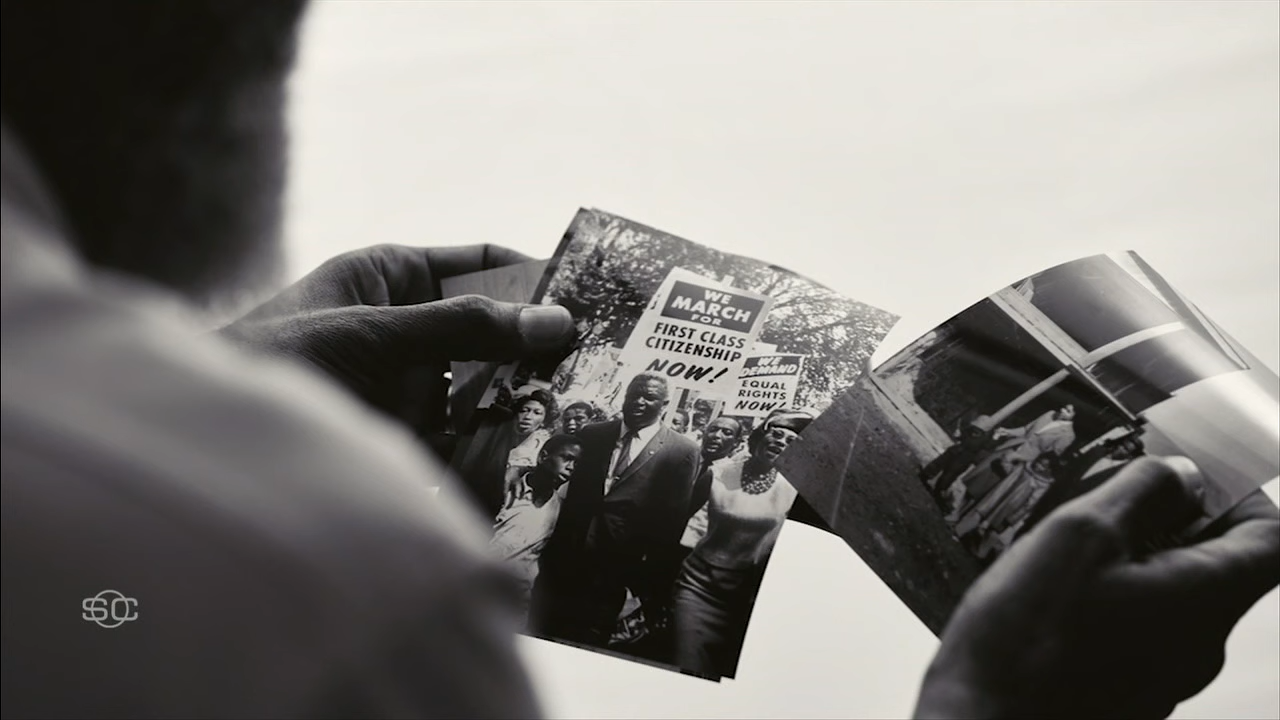 WE
MARCH
FOR
FIRST CLASS
CITIZENSHIP
NOW!
WE
DEMAND
EQUAL
RIGHTS
NOW!
SC